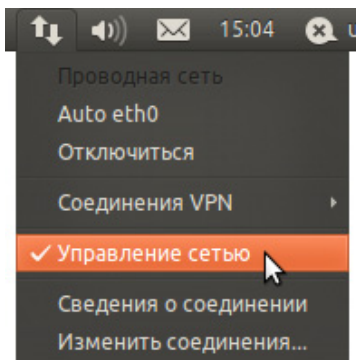 15:04 u
Проводная сеть
Auto eth0
Отключиться
Соединения VPN
Управление сетью
Сведения о соединении
Изменить соединения...